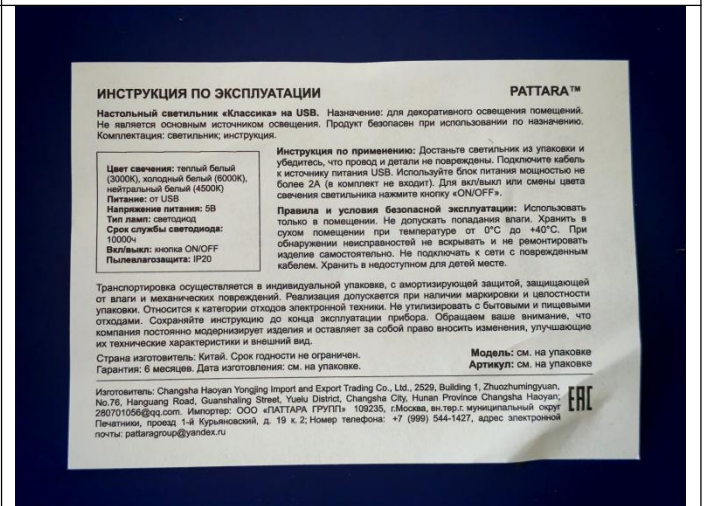 ИНСТРУКЦИЯ ПО ЭКСПЛУАТАЦИИ PATTARA™
Настольный светильник «Классика» на USB. Назначение: для декоративного освещения помещений.
Не является основным источником освещения. Продукт безопасен при использовании по назначению.
Комплектация: светильник; инструкция.
Цвет свечения: теплый белый
(3000К), холодный белый (6000К),
нейтральный белый (4500К)
Питание: от USB
Напряжение питания: 5В
Тип ламп: светодиод
Срок службы светодиода:
10000ч
Вкл/выкл: кнопка ON/OFF
Пылевлагозащита: IP20
Инструкция по применению: Достаньте светильник из упаковки и
убедитесь, что провод и детали не повреждены. Подключите кабель
к источнику питания USB. Используйте блок питания мощностью не
более 2А (в комплект не входит). Для вкл/выкл или смены цвета
свечения светильника нажмите кнопку «ON/OFF».
Правила и условия безопасной эксплуатации: Использовать
только в помещении. Не допускать попадания влаги. Хранить в
сухом помещении при температуре от 0°C до +40°C. При
обнаружении неисправностей не вскрывать и не ремонтировать
изделие самостоятельно. Не подключать к сети с поврежденным
кабелем. Хранить в недоступном для детей месте.
Транспортировка осуществляется в индивидуальной упаковке, с амортизирующей защитой, защищающей
от влаги и механических повреждений. Реализация допускается при наличии маркировки и целостности
упаковки. Относится к категории отходов электронной техники. Не утилизировать с бытовыми и пищевыми
отходами. Сохраняйте инструкцию до конца эксплуатации прибора. Обращаем ваше внимание, что
компания постоянно модернизирует изделия и оставляет за собой право вносить изменения, улучшающие
их технические характеристики и внешний вид.
Страна изготовитель: Китай. Срок годности не ограничен. Модель: см. на упаковке
Гарантия: 6 месяцев. Дата изготовления: см. на упаковке. Артикул: см. на упаковке
Изготовитель: Changsha Haoyan Yongjing Import and Export Trading Co., Ltd., 2529, Building 1, Zhuozhumingyuan,
No.76, Hanguang Road, Guanshaling Street, Yuelu District, Changsha City, Hunan Province Changsha Haoyan;
280701056@qq.com. Импортер: ООО «ПАТТАРА ГРУПП» 109235, г.Москва, вн.тер.г. муниципальный округ
Печатники, проезд 1-й Курьяновский, д. 19 к. 2; Номер телефона: +7 (999) 544-1427, адрес электронной
почты: pattaragroup@yandex.ru
EAC